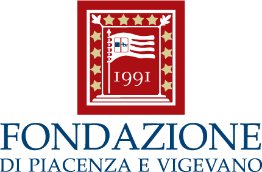 1991
FONDAZIONE
DI PIACENZA E VIGEVANO